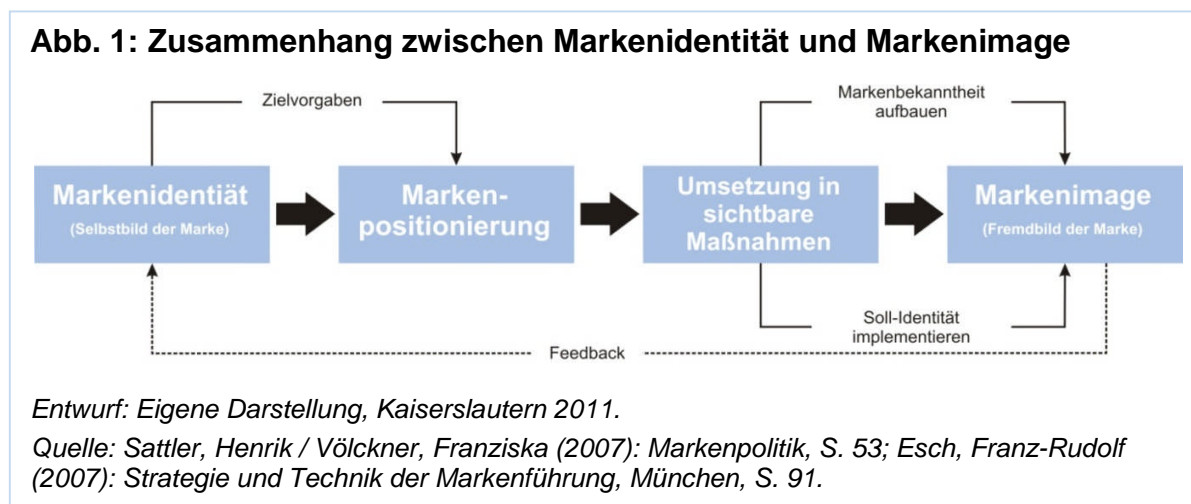 Abb. 1: Zusammenhang zwischen Markenidentität und Markenimage
Zielvorgaben
Markenbekanntheit
aufbauen
Markenidentiät
(Selbstbild der Marke)
Marken-
positionierung
Umsetzung in
sichtbare
Maßnahmen
Markenimage
(Fremdbild der Marke)
Soll-Identität
implementieren
Feedback
Entwurf: Eigene Darstellung, Kaiserslautern 2011.
Quelle: Sattler, Henrik / Völckner, Franziska (2007): Markenpolitik, S. 53; Esch, Franz-Rudolf
(2007): Strategie und Technik der Markenführung, München, S. 91.